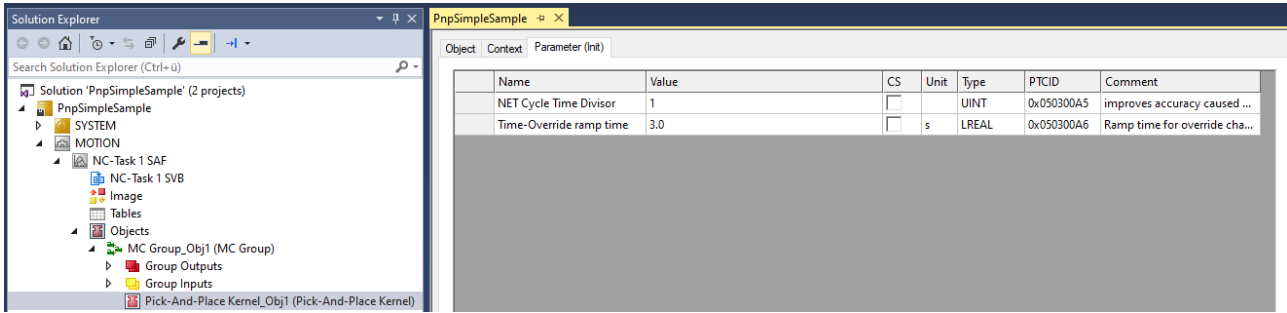 Solution Explorer
Search Solution Explorer (Ctrl+ü)
Solution 'PnpSimpleSample' (2 projects)
PnpSimpleSample
SYSTEM
MOTION
NC-Task 1 SAF
NC-Task 1 SVB
Image
Tables
Objects
MC Group_Obj1 (MC Group)
Group Outputs
Group Inputs
Pick-And-Place Kernel_Obj1 (Pick-And-Place Kernel)
PnpSimpleSample
Object Context Parameter (Init)
Name Value CS Unit Type PTCID Comment
NET Cycle Time Divisor 1 UINT 0x050300A5 improves accuracy caused ...
Time-Override ramp time 3.0 s LREAL 0x050300A6 Ramp time for override cha...